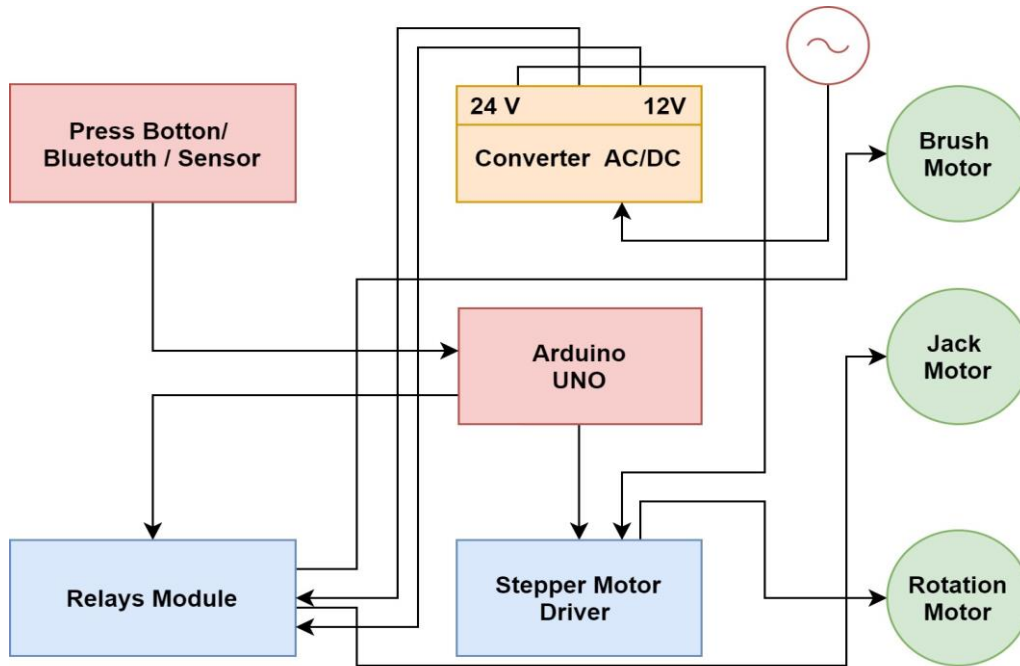 Press Botton/
Bluetouth / Sensor
24 V
12V
Converter AC/DC
Brush
Motor
Arduino
UNO
Jack
Motor
Relays Module
Stepper Motor
Driver
Rotation
Motor